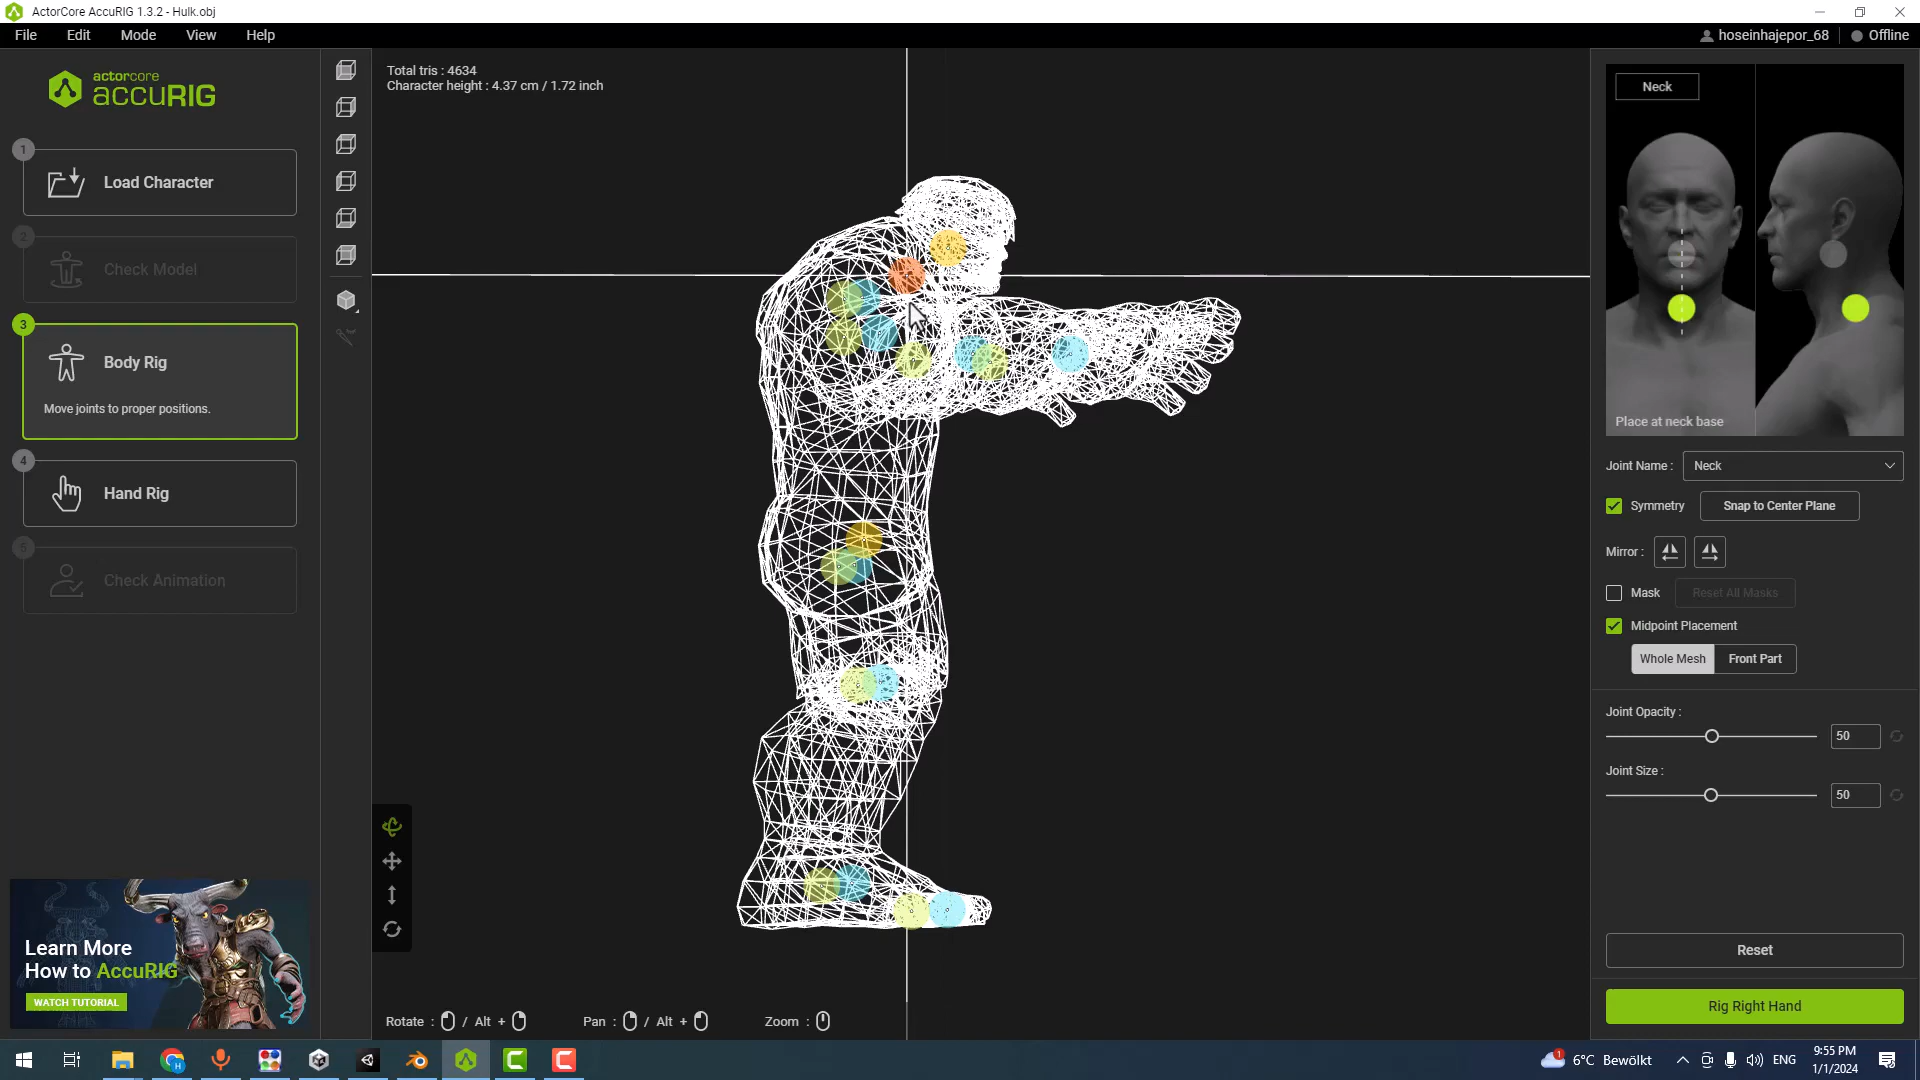 ActorCore AccuRIG 1.3.2 - Hulk.obj
File Edit Mode View Help
hoseinhajepor_68 Offline
actorcore
accuRIG
1
Load Character
2
Check Model
3
Body Rig
Move joints to proper positions.
4
Hand Rig
5
Check Animation
Learn More
How to AccuRIG
WATCH TUTORIAL
Total tris : 4634
Character height : 4.37 cm / 1.72 inch
Rotate : / Alt + Pan : / Alt + Zoom :
Neck
Place at neck base
Joint Name : Neck
Symmetry Snap to Center Plane
Mirror :
Mask Reset All Masks
Midpoint Placement
Whole Mesh Front Part
Joint Opacity :
50
Joint Size :
50
Reset
Rig Right Hand
1 6°C Bewölkt ENG
9:55 PM
1/1/2024